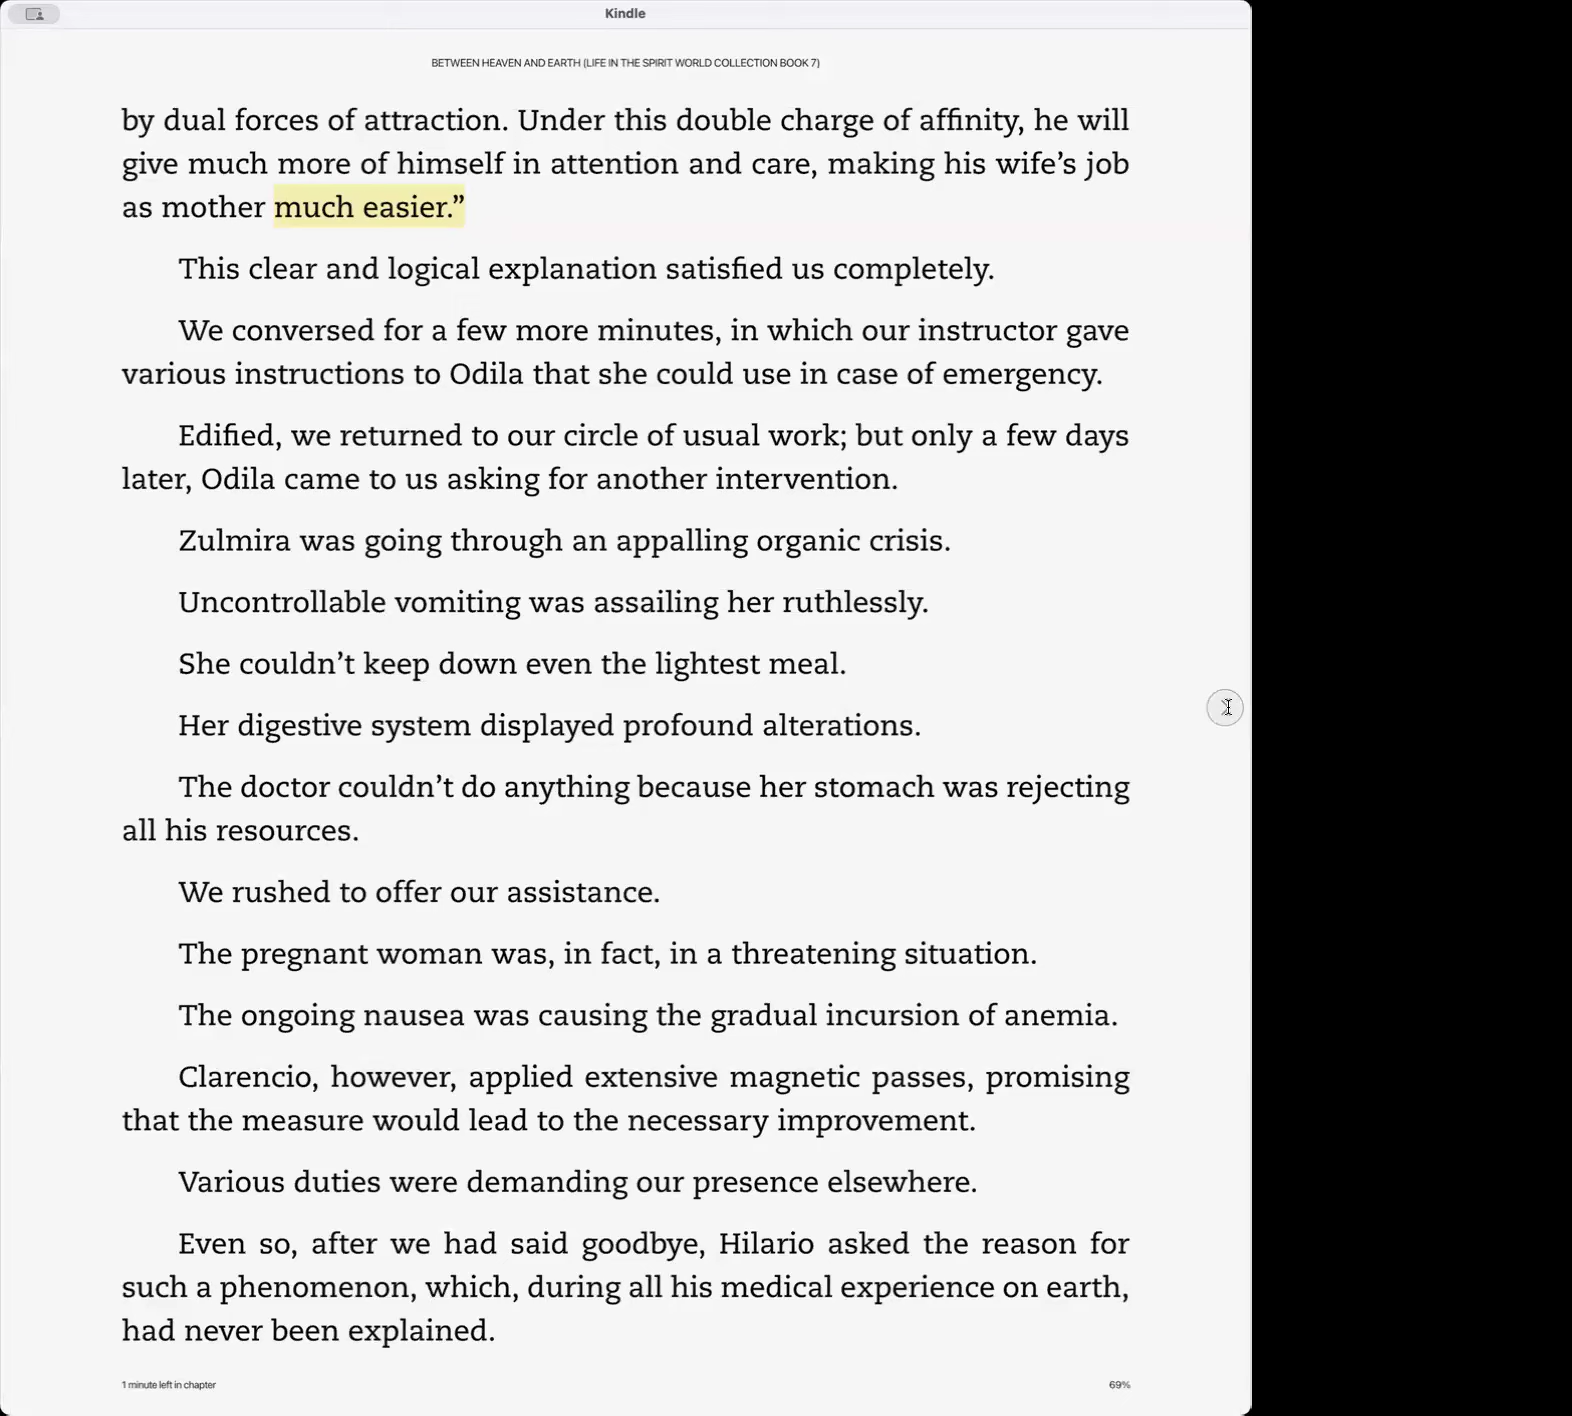 Kindle
BETWEEN HEAVEN AND EARTH (LIFE IN THE SPIRIT WORLD COLLECTION BOOK 7)
by dual forces of attraction. Under this double charge of affinity, he will
give much more of himself in attention and care, making his wife’s job
as mother much easier.”
This clear and logical explanation satisfied us completely.
We conversed for a few more minutes, in which our instructor gave
various instructions to Odila that she could use in case of emergency.
Edified, we returned to our circle of usual work; but only a few days
later, Odila came to us asking for another intervention.
Zulmira was going through an appalling organic crisis.
Uncontrollable vomiting was assailing her ruthlessly.
She couldn’t keep down even the lightest meal.
Her digestive system displayed profound alterations.
The doctor couldn’t do anything because her stomach was rejecting
all his resources.
We rushed to offer our assistance.
The pregnant woman was, in fact, in a threatening situation.
The ongoing nausea was causing the gradual incursion of anemia.
Clarencio, however, applied extensive magnetic passes, promising
that the measure would lead to the necessary improvement.
Various duties were demanding our presence elsewhere.
Even so, after we had said goodbye, Hilario asked the reason for
such a phenomenon, which, during all his medical experience on earth,
had never been explained.
1 minute left in chapter
69%